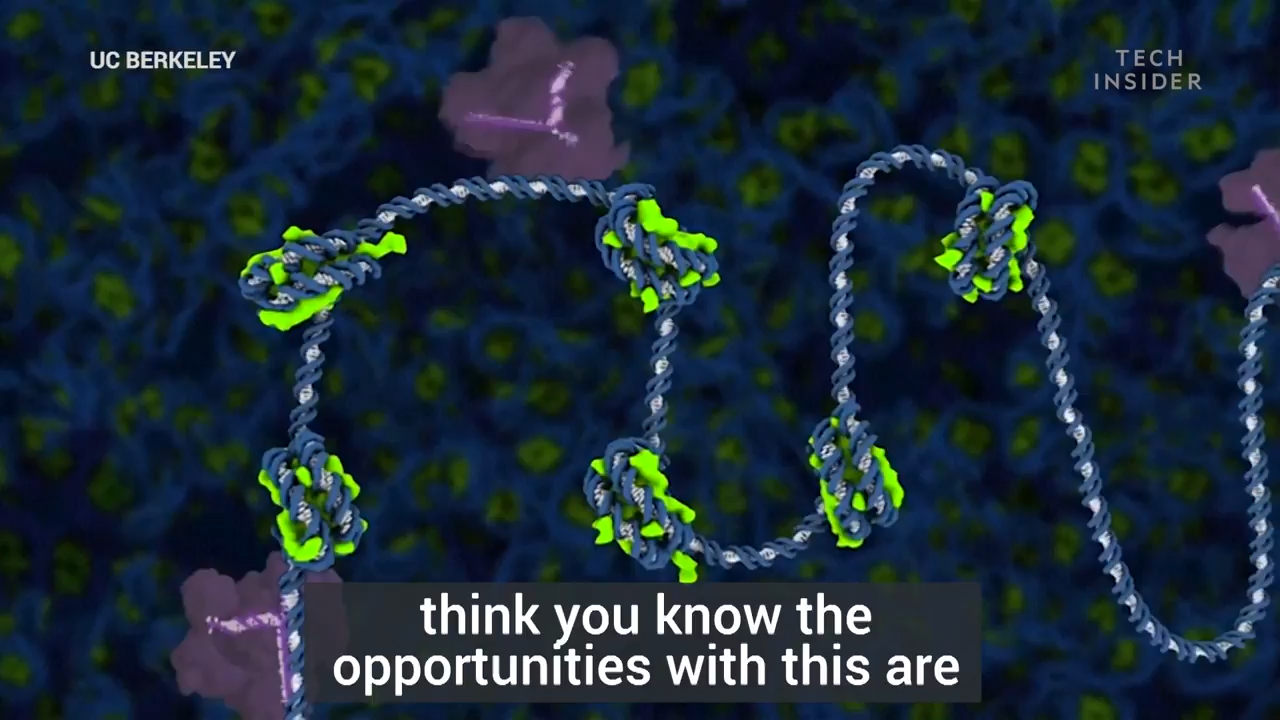 UC BERKELEY
TECH
INSIDER
think you know the
opportunities with this are